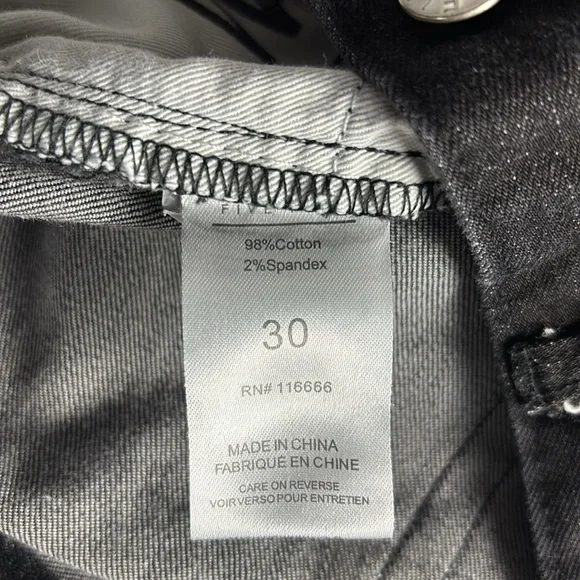 FIVE
98%Cotton
2%Spandex
30
RN# 116666
MADE IN CHINA
FABRIQUÉ EN CHINE
CARE ON REVERSE
VOIR VERSO POUR ENTRETIEN